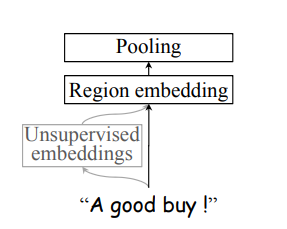 Pooling
Region embedding
Unsupervised
embeddings
“A good buy !”